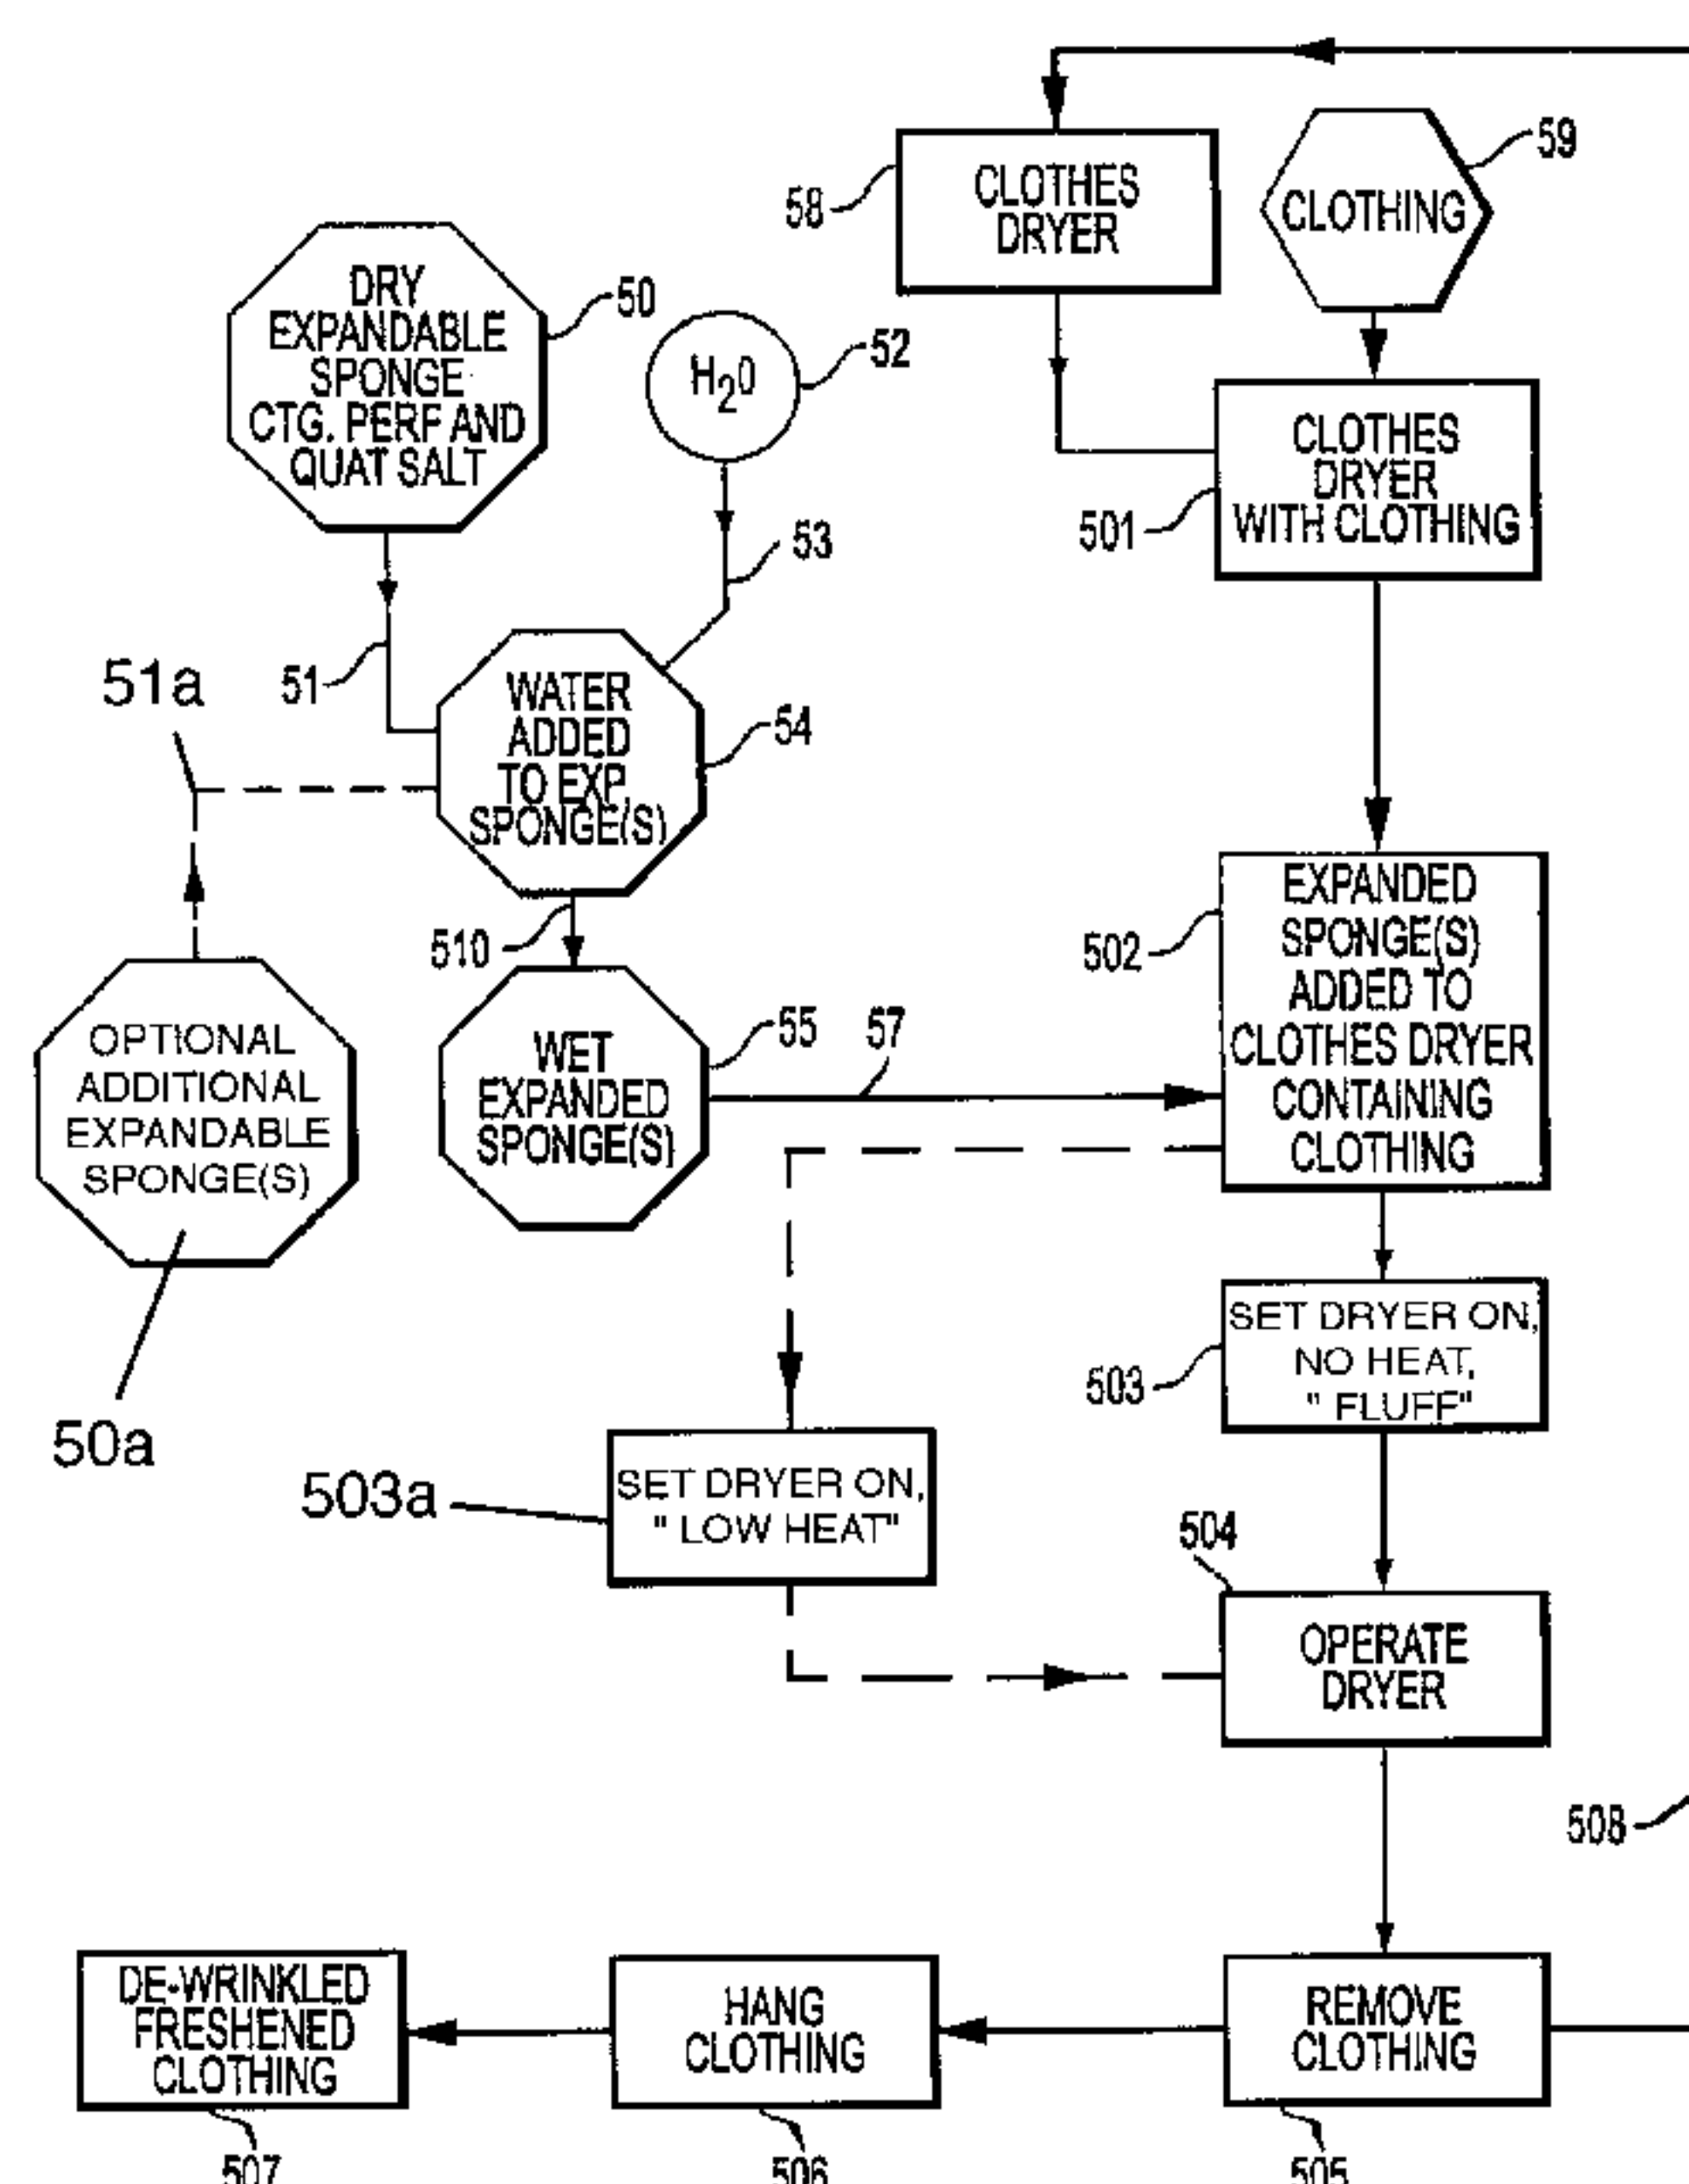 58
CLOTHES
DRYER
CLOTHING
59
DRY
EXPANDABLE
SPONGE
CTG. PERF AND
QUAT SALT
50
H20
52
CLOTHES
DRYER
WITH CLOTHING
501
53
51
51a
WATER
ADDED
TO EXP.
SPONGE(S)
54
510
EXPANDED
SPONGE(S)
ADDED TO
CLOTHES DRYER
CONTAINING
CLOTHING
502
OPTIONAL
ADDITIONAL
EXPANDABLE
SPONGE(S)
50a
WET
EXPANDED
SPONGE(S)
55
57
SET DRYER ON,
NO HEAT,
" FLUFF"
503
503a
SET DRYER ON,
" LOW HEAT"
504
OPERATE
DRYER
508
DE-WRINKLED
FRESHENED
CLOTHING
HANG
CLOTHING
REMOVE
CLOTHING
507
506
505